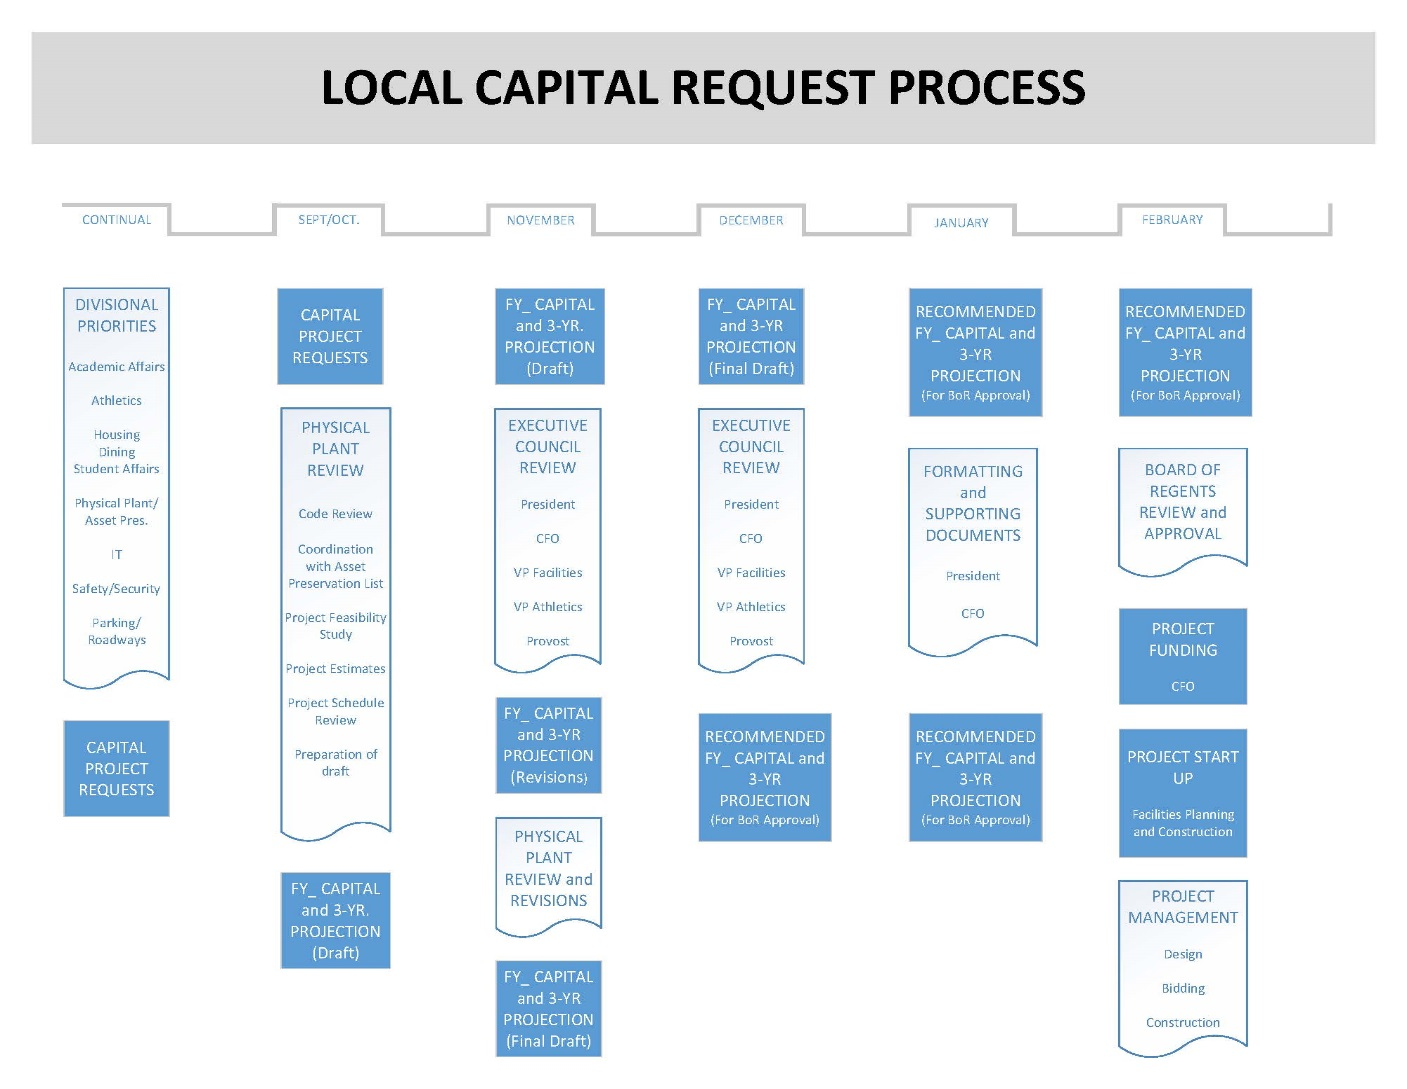 LOCAL CAPITAL REQUEST PROCESS
CONTINUAL
SEPT/OCT.
NOVEMBER
DECEMBER
JANUARY
FEBRUARY
DIVISIONAL
PRIORITIES
Academic Affairs
Athletics
Housing
Dining
Student Affairs
Physical Plant/
Asset Pres.
IT
Safety/Security
Parking/
Roadways
CAPITAL
PROJECT
REQUESTS
CAPITAL
PROJECT
REQUESTS
PHYSICAL
PLANT
REVIEW
Code Review
Coordination
with Asset
Preservation List
Project Feasibility
Study
Project Estimates
Project Schedule
Review
Preparation of
draft
FY_ CAPITAL
and 3-YR.
PROJECTION
(Draft)
FY_ CAPITAL
and 3-YR.
PROJECTION
(Draft)
EXECUTIVE
COUNCIL
REVIEW
President
CFO
VP Facilities
VP Athletics
Provost
FY_ CAPITAL
and 3-YR
PROJECTION
(Revisions)
PHYSICAL
PLANT
REVIEW and
REVISIONS
FY_ CAPITAL
and 3-YR
PROJECTION
(Final Draft)
FY_ CAPITAL
and 3-YR
PROJECTION
(Final Draft)
EXECUTIVE
COUNCIL
REVIEW
President
CFO
VP Facilities
VP Athletics
Provost
RECOMMENDED
FY_ CAPITAL and
3-YR
PROJECTION
(For BoR Approval)
RECOMMENDED
FY_ CAPITAL and
3-YR
PROJECTION
(For BoR Approval)
FORMATTING
and
SUPPORTING
DOCUMENTS
President
CFO
RECOMMENDED
FY_ CAPITAL and
3-YR
PROJECTION
(For BoR Approval)
RECOMMENDED
FY_ CAPITAL and
3-YR
PROJECTION
(For BoR Approval)
BOARD OF
REGENTS
REVIEW and
APPROVAL
PROJECT
FUNDING
CFO
PROJECT START
UP
Facilities Planning
and Construction
PROJECT
MANAGEMENT
Design
Bidding
Construction